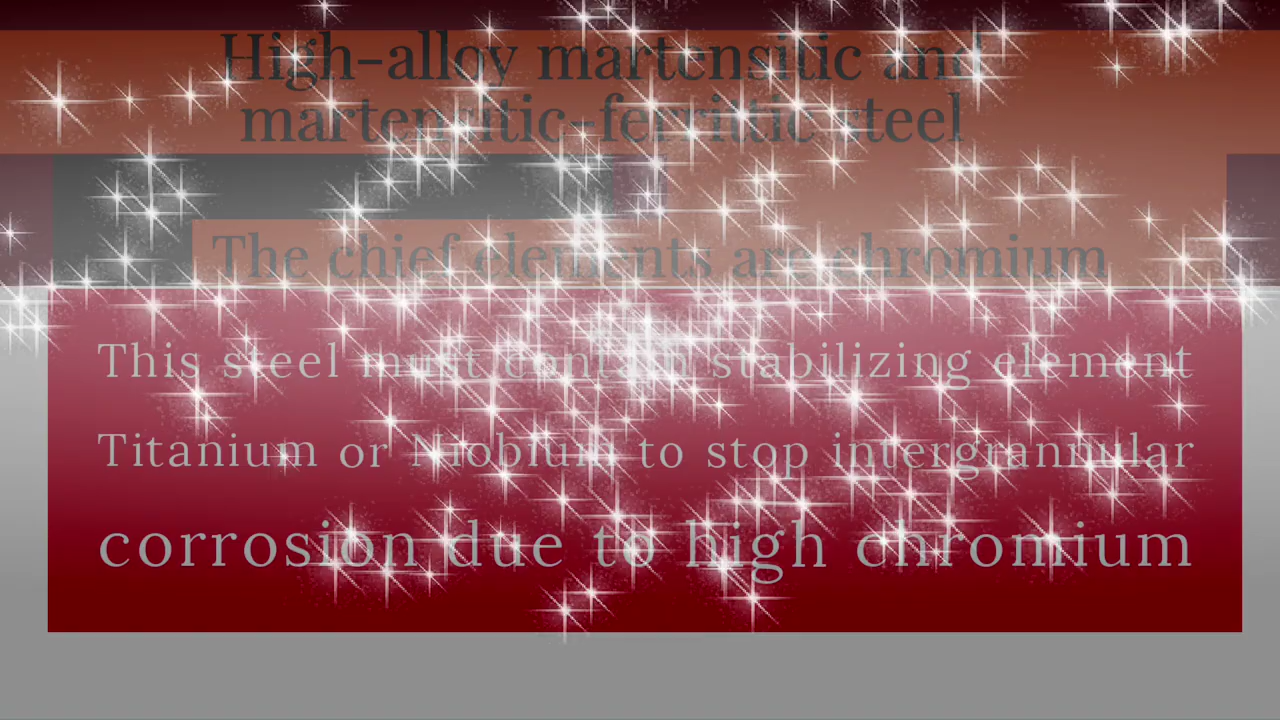 High-alloy martensitic and
martensitic-ferrittic steel
The chief elements are chromium
This steel must contain stabilizing element
Titanium or Niobium to stop intergrannular
corrosion due to high chromium